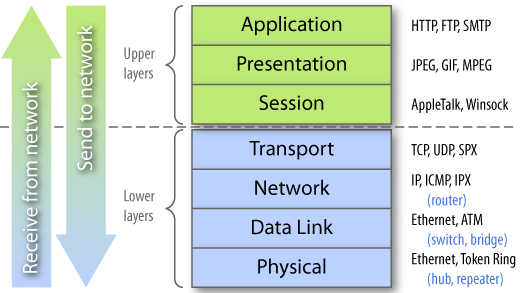 Receive from network
Send to network
Upper
layers
Application
HTTP, FTP, SMTP
Presentation
JPEG, GIF, MPEG
Session
AppleTalk, Winsock
Lower
layers
Transport
TCP, UDP, SPX
Network
IP, ICMP, IPX
(router)
Data Link
Ethernet, ATM
(switch, bridge)
Physical
Ethernet, Token Ring
(hub, repeater)